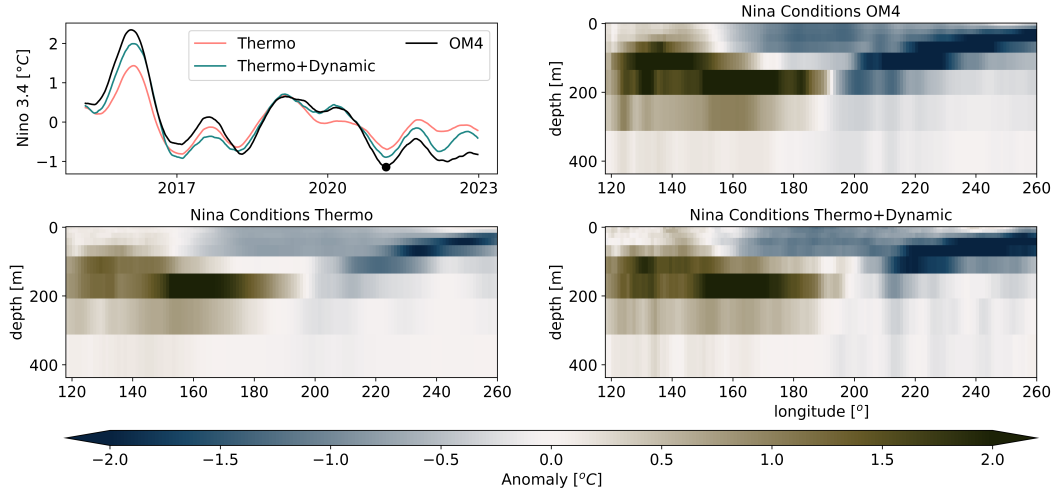 Nina Conditions OM4
Nino 3.4 [°C]
2
1
0
−1
Thermo
Thermo+Dynamic
OM4
2017
2020
2023
depth [m]
0
200
400
120 140 160 180 200 220 240 260
Nina Conditions Thermo
depth [m]
0
200
400
120 140 160 180 200 220 240 260
Nina Conditions Thermo+Dynamic
depth [m]
0
200
400
120 140 160 180 200 220 240 260
longitude [°]
−2.0 −1.5 −1.0 −0.5 0.0 0.5 1.0 1.5 2.0
Anomaly [°C]